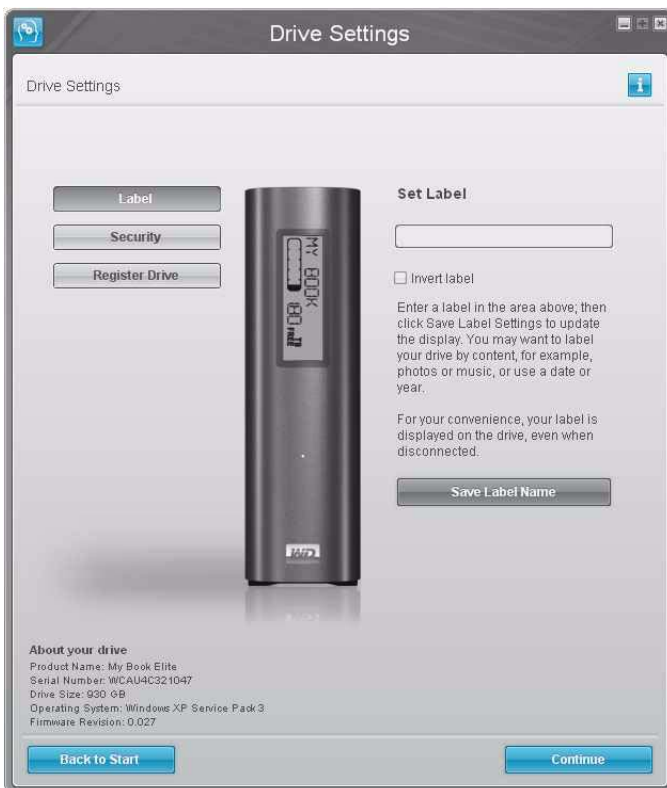 Drive Settings
Drive Settings
i
Label
Security
Register Drive
MY BOOK
180 TB FREE
WD
Set Label
Invert label
Enter a label in the area above, then
click Save Label Settings to update
the display. You may want to label
your drive by content, for example,
photos or music, or use a date or
year.
For your convenience, your label is
displayed on the drive, even when
disconnected.
Save Label Name
About your drive
Product Name: My Book Elite
Serial Number: WCAU4C321047
Drive Size: 930 GB
Operating System: Windows XP Service Pack 3
Firmware Revision: 0.027
Back to Start
Continue